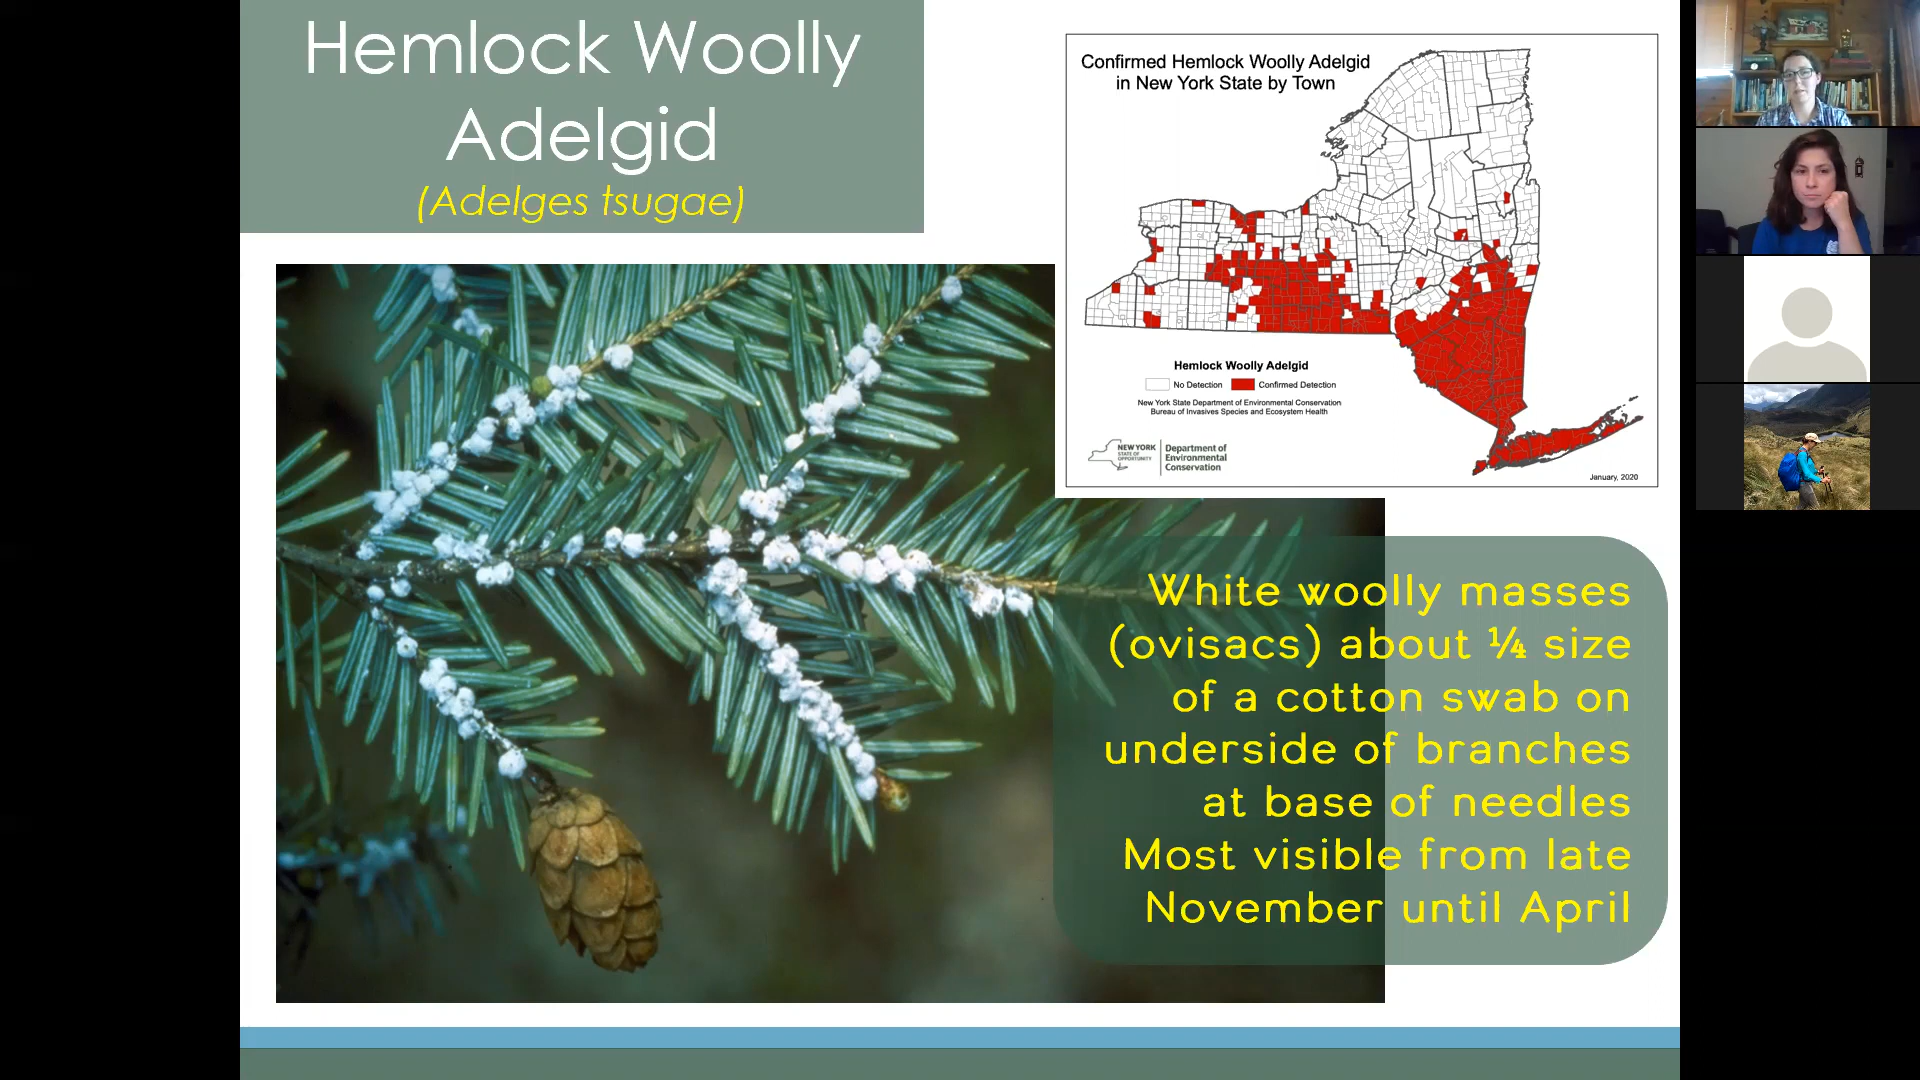 Hemlock Woolly
Adelgid
(Adelges tsugae)
Confirmed Hemlock Woolly Adelgid
in New York State by Town
Hemlock Woolly Adelgid
No Detection
Confirmed Detection
New York State Department of Environmental Conservation
Bureau of Invasives Species and Ecosystem Health
NEW YORK
STATE OF
OPPORTUNITY
Department of
Environmental
Conservation
January, 2020
White woolly masses
(ovisacs) about ¼ size
of a cotton swab on
underside of branches
at base of needles
Most visible from late
November until April